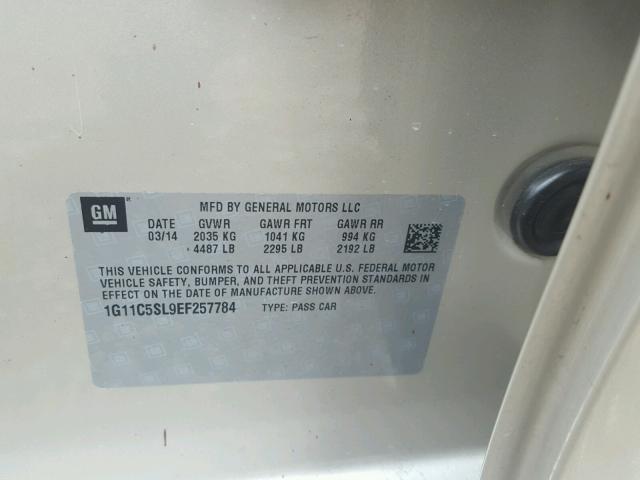 GM
MFD BY GENERAL MOTORS LLC
DATE GVWR GAWR FRT GAWR RR
03/14 2035 KG 1041 KG 994 KG
4487 LB 2295 LB 2192 LB
THIS VEHICLE CONFORMS TO ALL APPLICABLE U.S. FEDERAL MOTOR
VEHICLE SAFETY, BUMPER, AND THEFT PREVENTION STANDARDS IN
EFFECT ON THE DATE OF MANUFACTURE SHOWN ABOVE.
1G11C5SL9EF257784 TYPE: PASS CAR